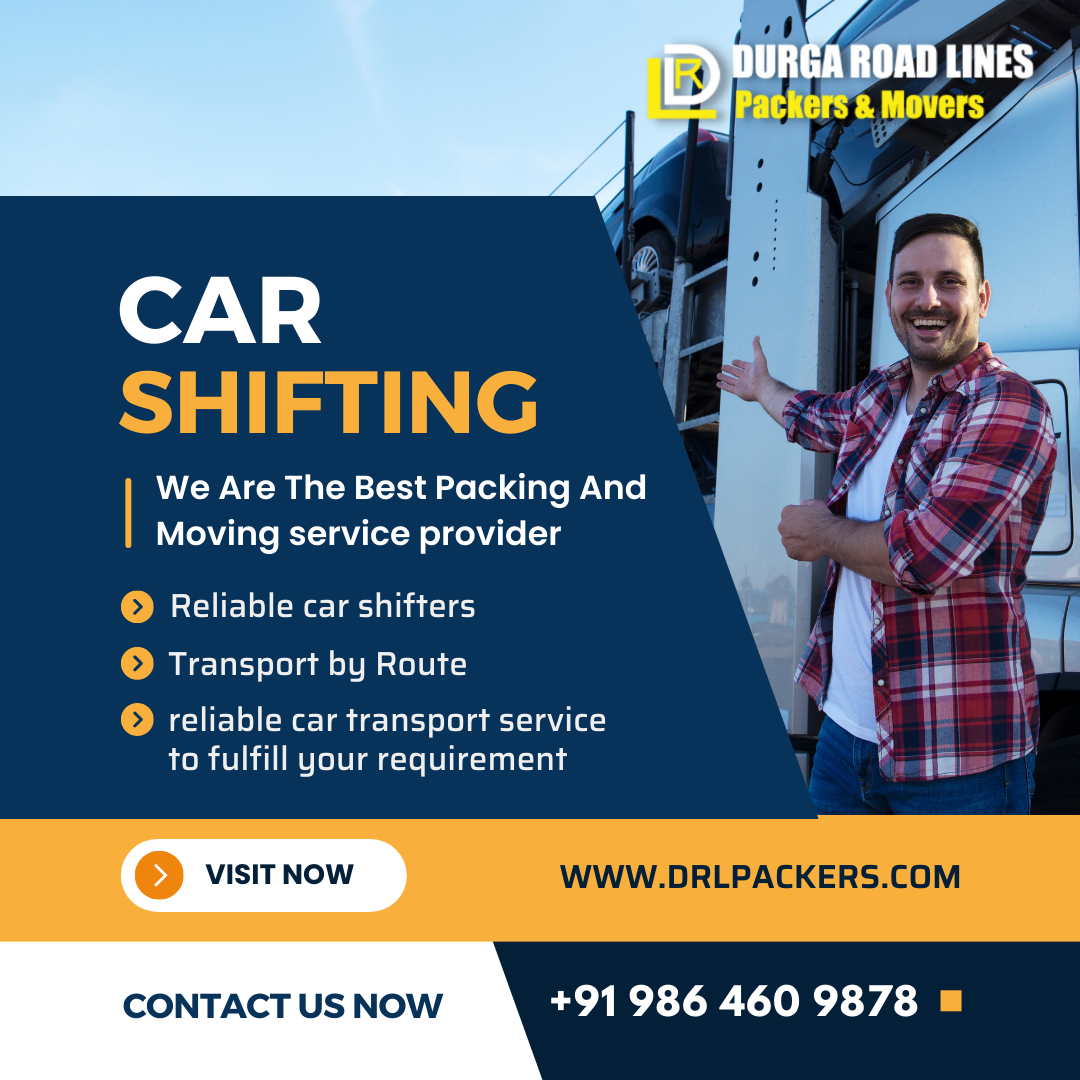 DURGA ROAD LINES
Packers & Movers
CAR
SHIFTING
We Are The Best Packing And
Moving service provider
Reliable car shifters
Transport by Route
reliable car transport service
to fulfill your requirement
VISIT NOW
WWW.DRLPACKERS.COM
CONTACT US NOW
+91 986 460 9878